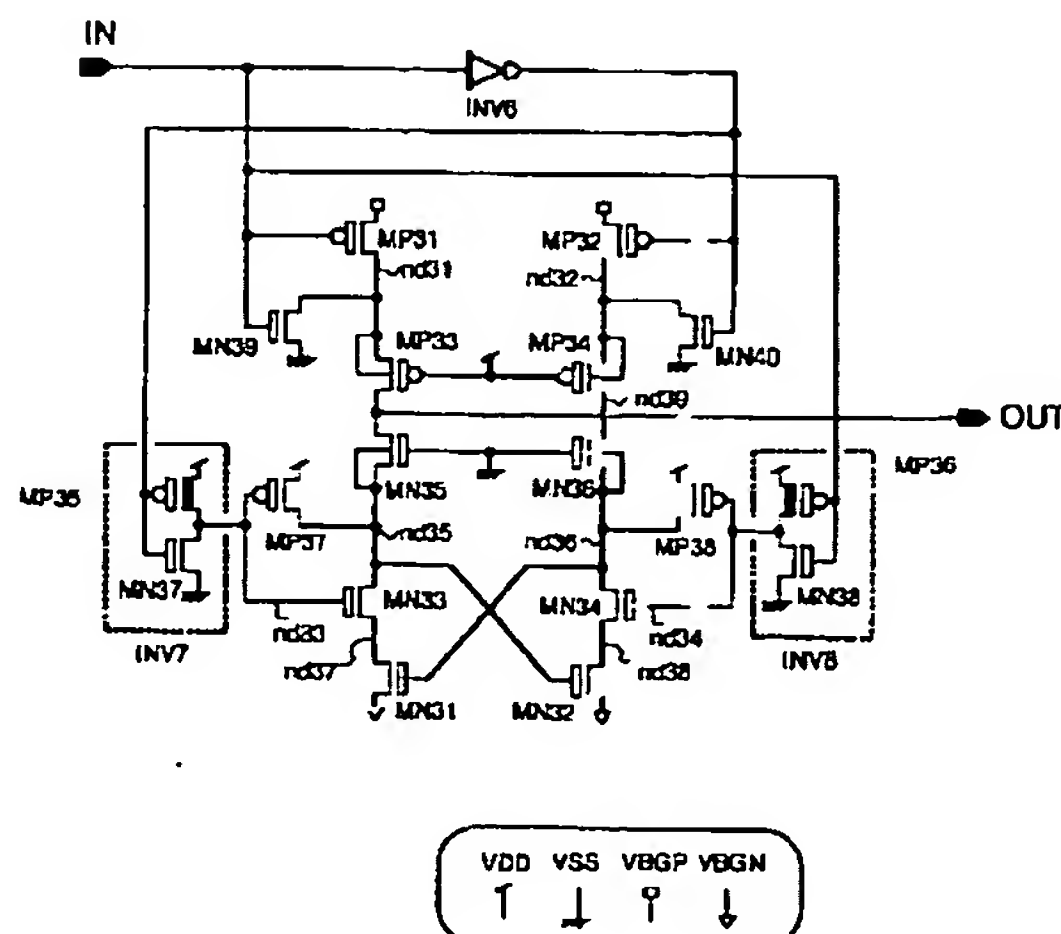 IN
INV6
MP31
MP32
nd31
nd32
MN39
MP33
MP34
MN40
nd39
OUT
MP35
MP36
MN35
MN36
MP37
nd35
nd36
MP38
MN37
MN33
MN34
MN38
nd33
nd34
INV7
INV8
nd37
nd38
MN31
MN32
VDD VSS VBGP VBGN